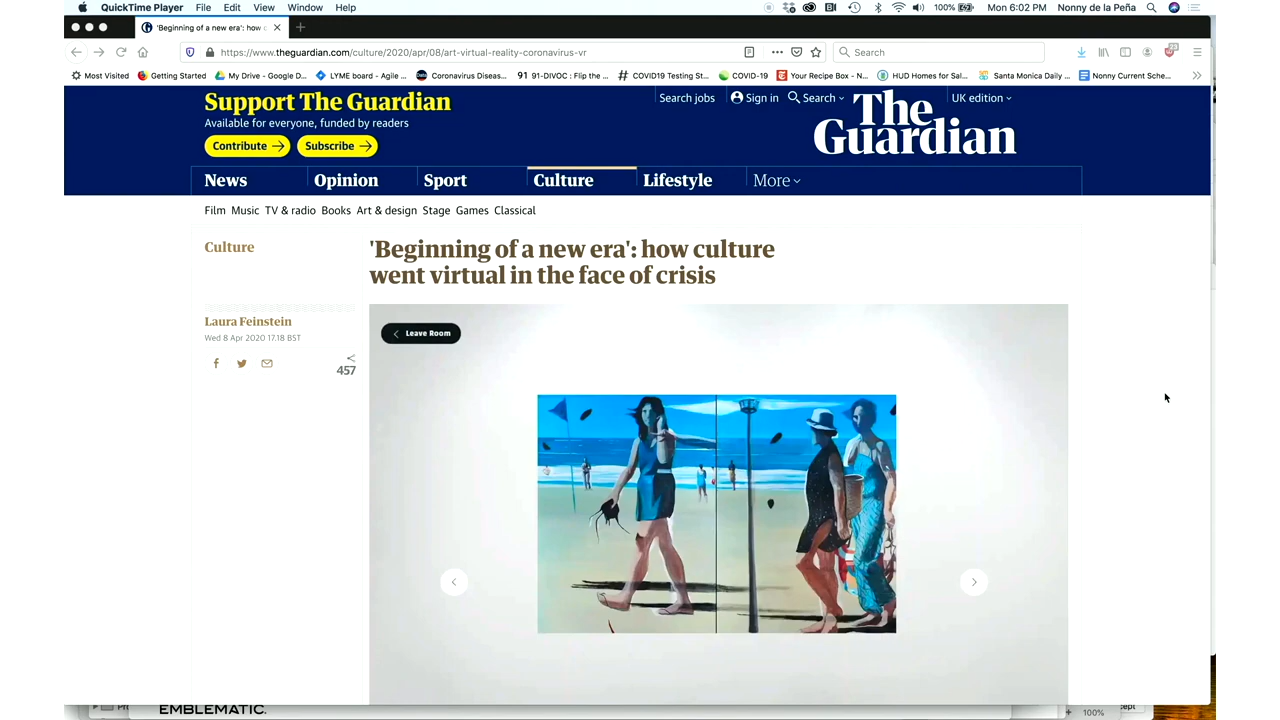 QuickTime Player File Edit View Window Help
100% Mon 6:02 PM Nonny de la Peña
'Beginning of a new era': how c
https://www.theguardian.com/culture/2020/apr/08/art-virtual-reality-coronavirus-vr
Search
Most Visited Getting Started My Drive - Google D... LYME board - Agile ... Coronavirus Diseas... 91-DIVOC : Flip the ... COVID19 Testing St... COVID-19 Your Recipe Box - N... HUD Homes for Sal... Santa Monica Daily ... Nonny Current Sche...
Support The Guardian
Available for everyone, funded by readers
Contribute Subscribe
Search jobs Sign in Search UK edition
The
Guardian
News Opinion Sport Culture Lifestyle More
Film Music TV & radio Books Art & design Stage Games Classical
Culture
'Beginning of a new era': how culture
went virtual in the face of crisis
Laura Feinstein
Wed 8 Apr 2020 17.18 BST
457
Leave Room
EMBLEMATIC.
100%